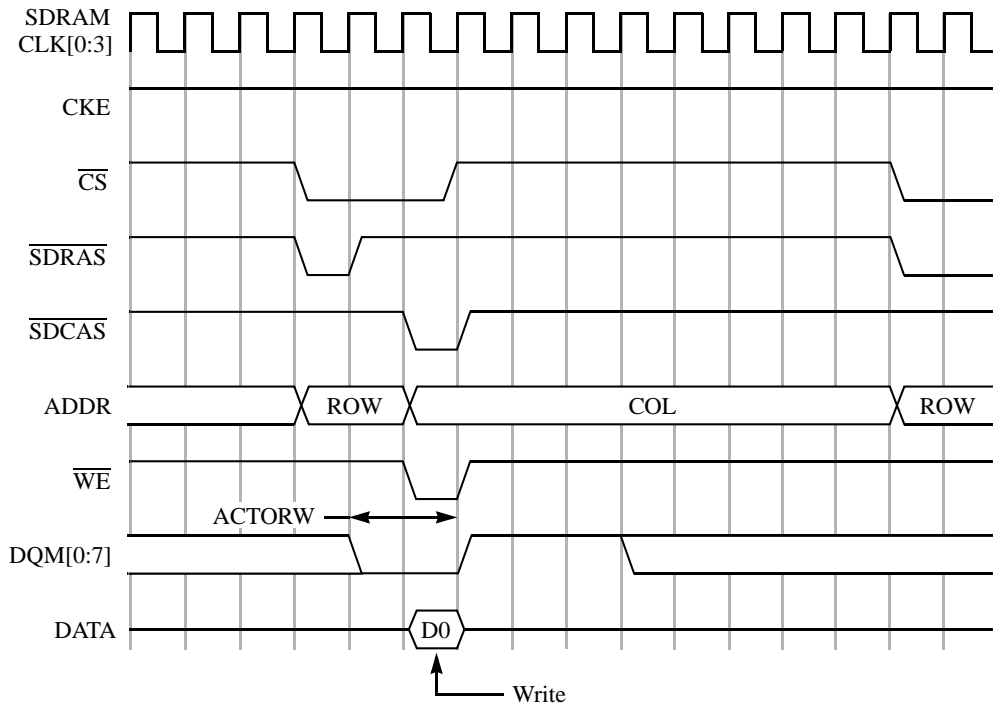 SDRAM
CLK[0:3]
CKE
CS
SDRAS
SDCAS
ADDR
ROW
COL
ROW
WE
ACTORW
DQM[0:7]
DATA
D0
Write